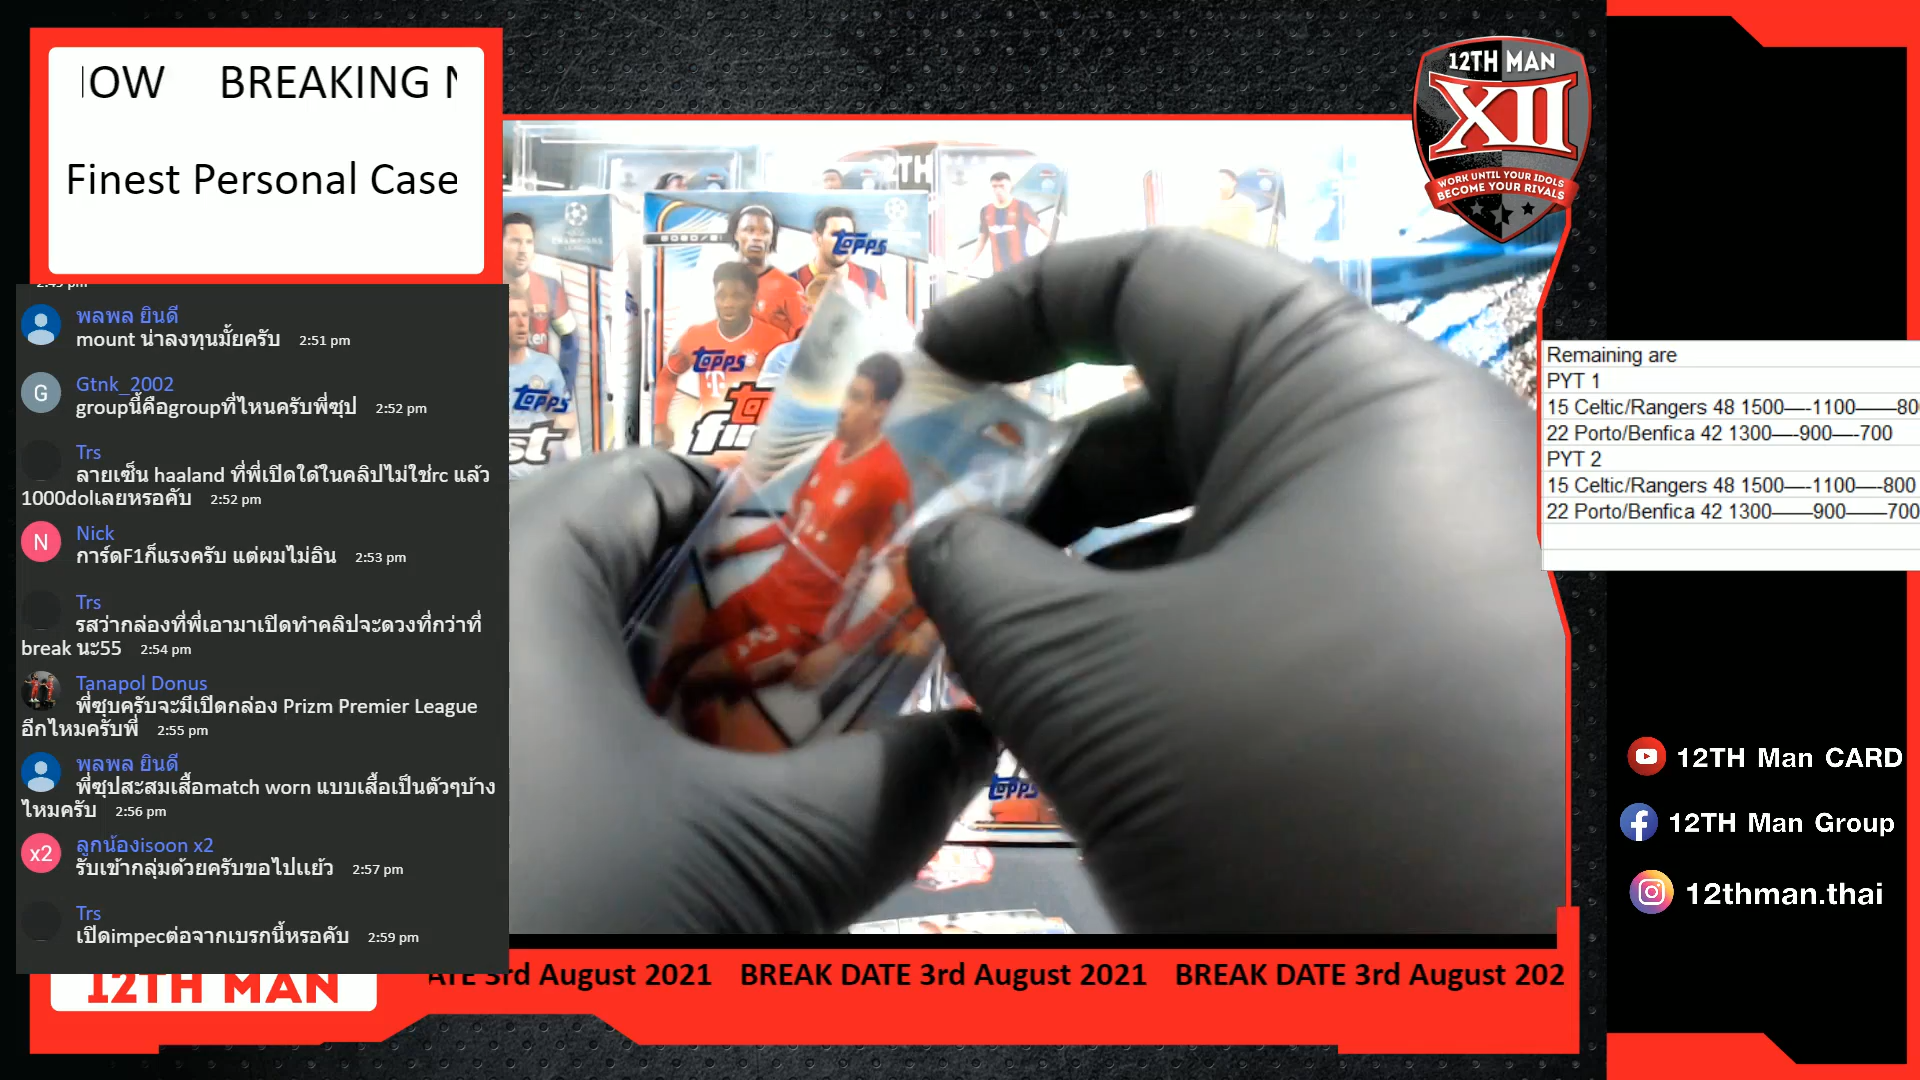 IOW BREAKING N
Finest Personal Case
พลพล ยินดี
mount น่าลงทุนมั้ยครับ 2:51 pm
G
Gtnk_2002
groupนี้คือgroupที่ไหนครับพี่ซุป 2:52 pm
Trs
ลายเซ็น haaland ที่พี่เปิดใด้ในคลิปไม่ใช่rc แล้ว
1000dolเลยหรอคับ 2:52 pm
N
Nick
การ์ดF1ก็แรงครับ แต่ผมไม่อิน 2:53 pm
Trs
รสว่ากล่องที่พี่เอามาเปิดทำคลิปจะดวงที่กว่าที่
break นะ55 2:54 pm
Tanapol Donus
พี่ซุบครับจะมีเปิดกล่อง Prizm Premier League
อีกไหมครับพี่ 2:55 pm
พลพล ยินดี
พี่ซุปสะสมเสื้อmatch worn แบบเสื้อเป็นตัวๆบ้าง
ไหมครับ 2:56 pm
x2
ลูกน้องisoon x2
รับเข้ากลุ่มด้วยครับขอไปแย้ว 2:57 pm
Trs
เปิดimpecต่อจากเบรกนี้หรอคับ 2:59 pm
12TH MAN
ATE 3rd August 2021 BREAK DATE 3rd August 2021 BREAK DATE 3rd August 202
12TH MAN
XII
WORK UNTIL YOUR IDOLS
BECOME YOUR RIVALS
12TH
CHAMPIONS
TOPPS
TOPPS
TOPPS
TOPPS
Remaining are
PYT 1
15 Celtic/Rangers 48 1500—-1100——80
22 Porto/Benfica 42 1300—-900—-700
PYT 2
15 Celtic/Rangers 48 1500—-1100—-800
22 Porto/Benfica 42 1300——900——700
12TH Man CARD
12TH Man Group
12thman.thai